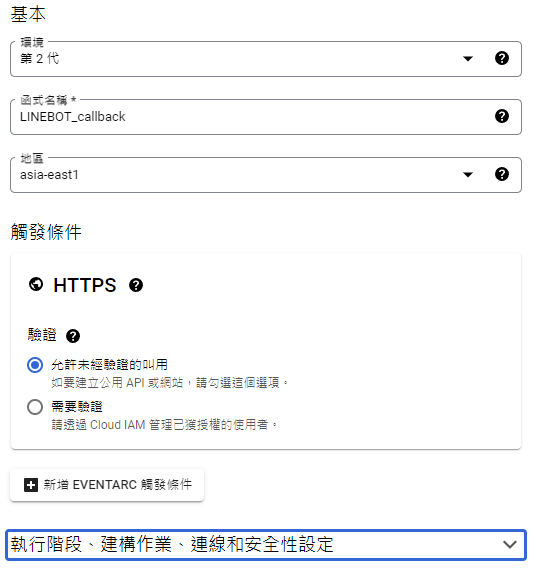 基本
環境
第 2 代
函式名稱 *
LINEBOT_callback
地區
asia-east1
觸發條件
HTTPS
驗證
允許未經驗證的叫用
如要建立公用 API 或網站，請勾選這個選項。
需要驗證
請透過 Cloud IAM 管理已獲授權的使用者。
新增 EVENTARC 觸發條件
執行階段、建構作業、連線和安全性設定